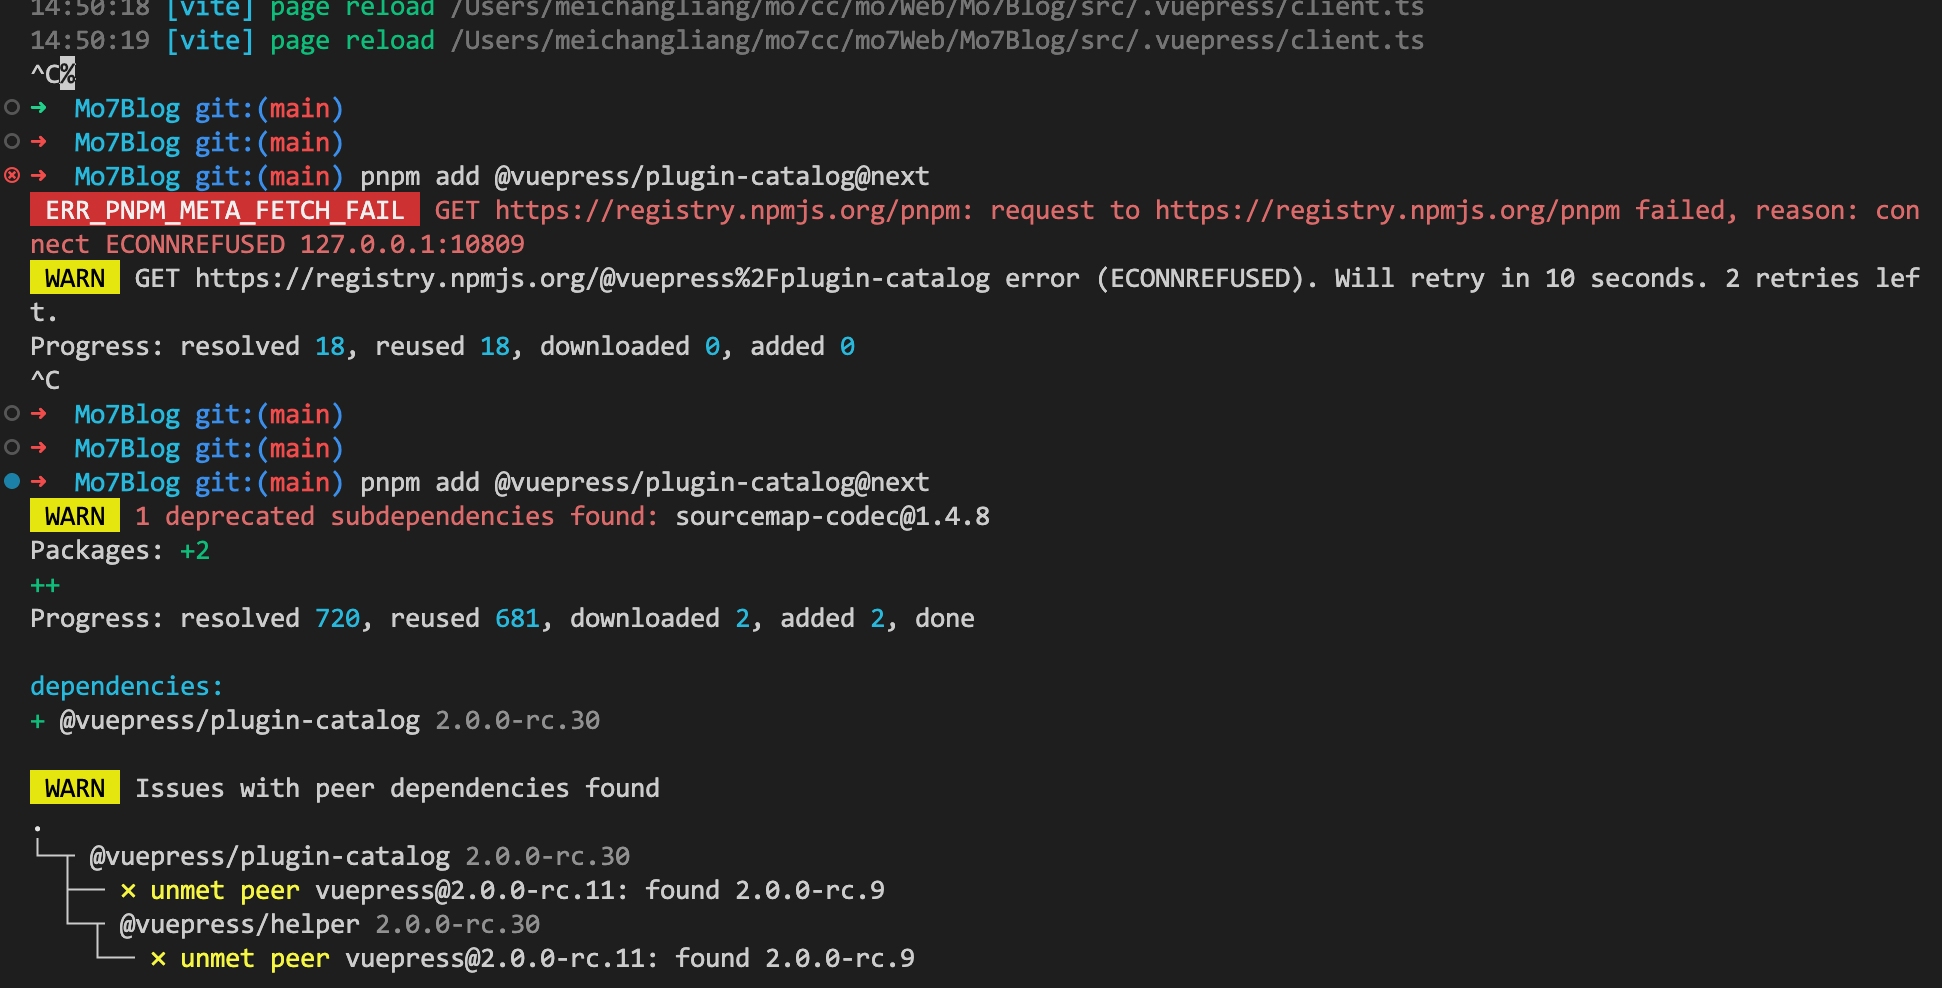 14:50:18 [vite] page reload /Users/meichangliang/mo7cc/mo7Web/Mo7Blog/src/.vuepress/client.ts
14:50:19 [vite] page reload /Users/meichangliang/mo7cc/mo7Web/Mo7Blog/src/.vuepress/client.ts
^C%
➜  Mo7Blog git:(main)
➜  Mo7Blog git:(main)
➜  Mo7Blog git:(main) pnpm add @vuepress/plugin-catalog@next
ERR_PNPM_META_FETCH_FAIL  GET https://registry.npmjs.org/pnpm: request to https://registry.npmjs.org/pnpm failed, reason: con
nect ECONNREFUSED 127.0.0.1:10809
WARN  GET https://registry.npmjs.org/@vuepress%2Fplugin-catalog error (ECONNREFUSED). Will retry in 10 seconds. 2 retries lef
t.
Progress: resolved 18, reused 18, downloaded 0, added 0
^C
➜  Mo7Blog git:(main)
➜  Mo7Blog git:(main)
➜  Mo7Blog git:(main) pnpm add @vuepress/plugin-catalog@next
WARN  1 deprecated subdependencies found: sourcemap-codec@1.4.8
Packages: +2
++
Progress: resolved 720, reused 681, downloaded 2, added 2, done
dependencies:
+ @vuepress/plugin-catalog 2.0.0-rc.30
WARN  Issues with peer dependencies found
.
└─┬ @vuepress/plugin-catalog 2.0.0-rc.30
  ├── ✕ unmet peer vuepress@2.0.0-rc.11: found 2.0.0-rc.9
  └─┬ @vuepress/helper 2.0.0-rc.30
    └── ✕ unmet peer vuepress@2.0.0-rc.11: found 2.0.0-rc.9